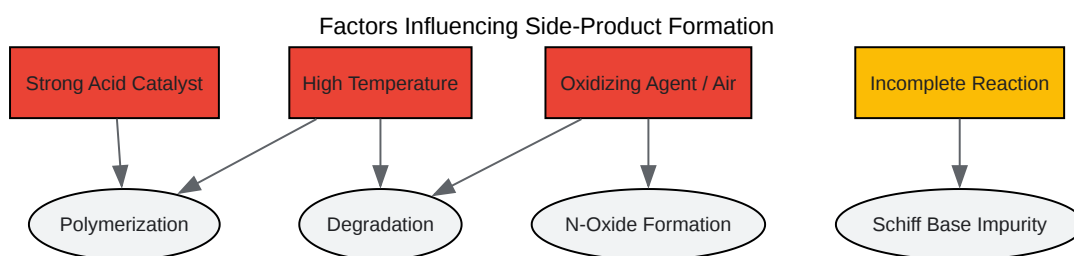 Factors Influencing Side-Product Formation
Strong Acid Catalyst
High Temperature
Oxidizing Agent / Air
Incomplete Reaction
Polymerization
Degradation
N-Oxide Formation
Schiff Base Impurity